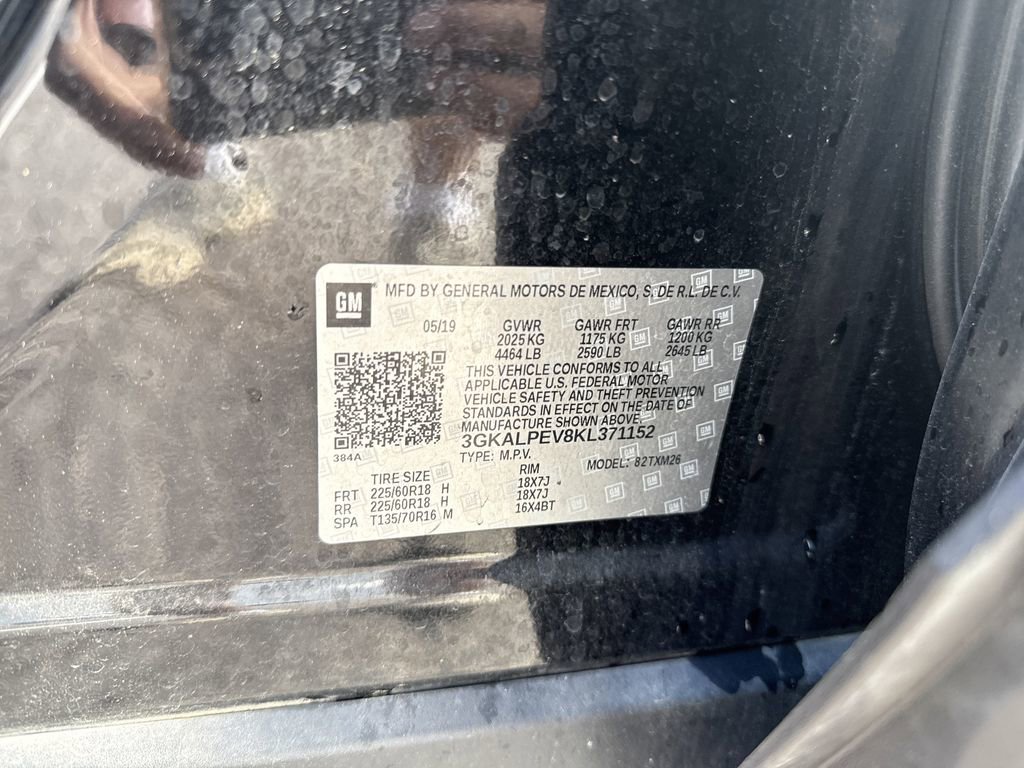 GM MFD BY GENERAL MOTORS DE MEXICO, S. DE R.L. DE C.V.
05/19 GVWR GAWR FRT GAWR RR
2025 KG 1175 KG 1200 KG
4464 LB 2590 LB 2645 LB
THIS VEHICLE CONFORMS TO ALL
APPLICABLE U.S. FEDERAL MOTOR
VEHICLE SAFETY AND THEFT PREVENTION
STANDARDS IN EFFECT ON THE DATE OF
MANUFACTURE SHOWN ABOVE.
3GKALPEV8KL371152
384A TYPE: M.P.V. MODEL: 82TXM26
TIRE SIZE RIM
FRT 225/60R18 H 18X7J
RR 225/60R18 H 18X7J
SPA T135/70R16 M 16X4BT